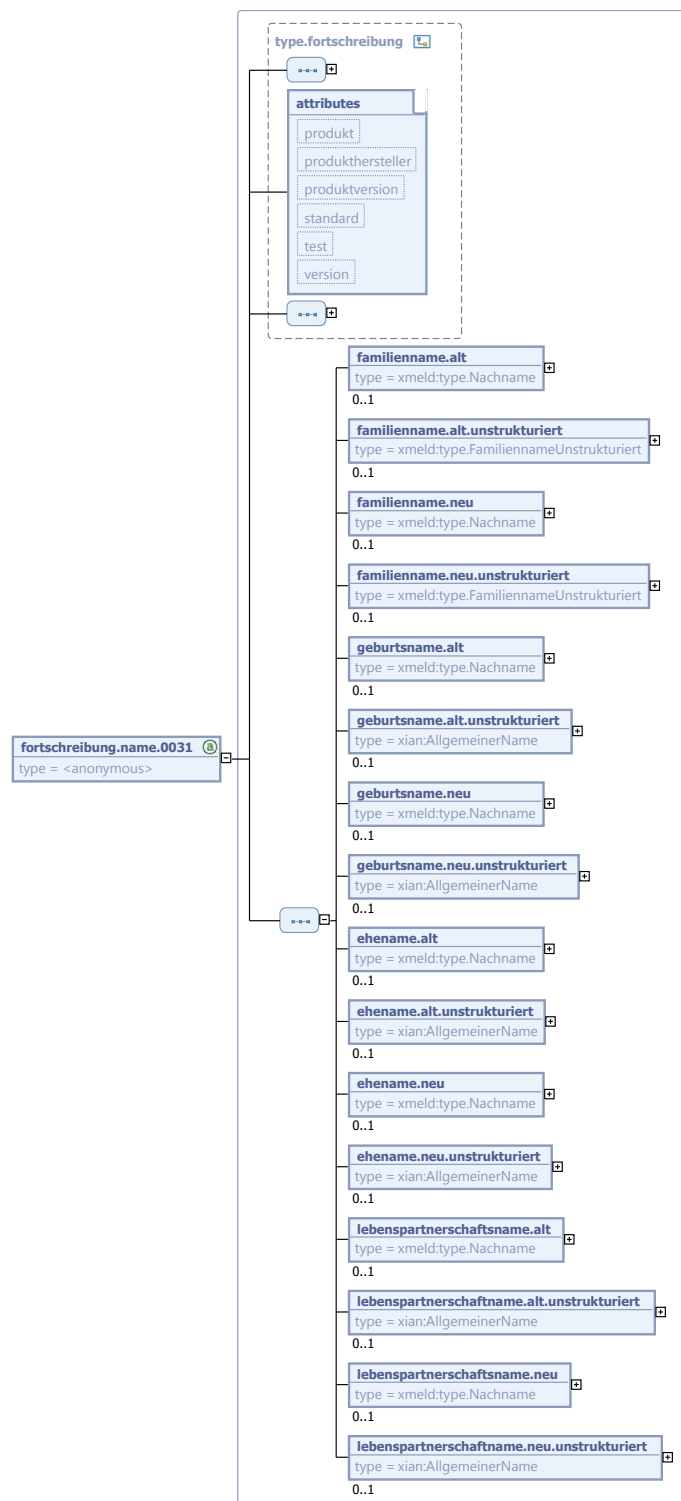 type.fortschreibung
attributes
produkt
produkthersteller
produktversion
standard
test
version
familienname.alt
type = xmeld:type.Nachname
0..1
familienname.alt.unstrukturiert
type = xmeld:type.FamiliennameUnstrukturiert
0..1
familienname.neu
type = xmeld:type.Nachname
0..1
familienname.neu.unstrukturiert
type = xmeld:type.FamiliennameUnstrukturiert
0..1
geburtsname.alt
type = xmeld:type.Nachname
0..1
geburtsname.alt.unstrukturiert
type = xian:AllgemeinerName
0..1
fortschreibung.name.0031 a
type = <anonymous>
geburtsname.neu
type = xmeld:type.Nachname
0..1
geburtsname.neu.unstrukturiert
type = xian:AllgemeinerName
0..1
ehename.alt
type = xmeld:type.Nachname
0..1
ehename.alt.unstrukturiert
type = xian:AllgemeinerName
0..1
ehename.neu
type = xmeld:type.Nachname
0..1
ehename.neu.unstrukturiert
type = xian:AllgemeinerName
0..1
lebenspartnerschaftsname.alt
type = xmeld:type.Nachname
0..1
lebenspartnerschaftname.alt.unstrukturiert
type = xian:AllgemeinerName
0..1
lebenspartnerschaftsname.neu
type = xmeld:type.Nachname
0..1
lebenspartnerschaftname.neu.unstrukturiert
type = xian:AllgemeinerName
0..1